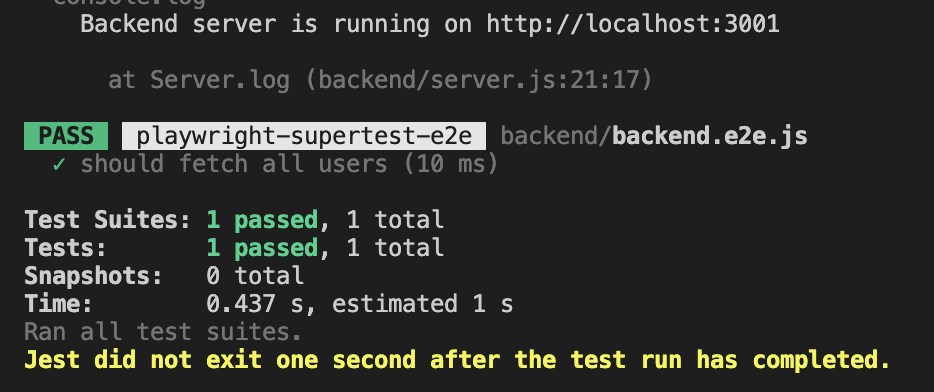 console.log
Backend server is running on http://localhost:3001
at Server.log (backend/server.js:21:17)
PASS playwright-supertest-e2e backend/backend.e2e.js
✓ should fetch all users (10 ms)
Test Suites: 1 passed, 1 total
Tests: 1 passed, 1 total
Snapshots: 0 total
Time: 0.437 s, estimated 1 s
Ran all test suites.
Jest did not exit one second after the test run has completed.